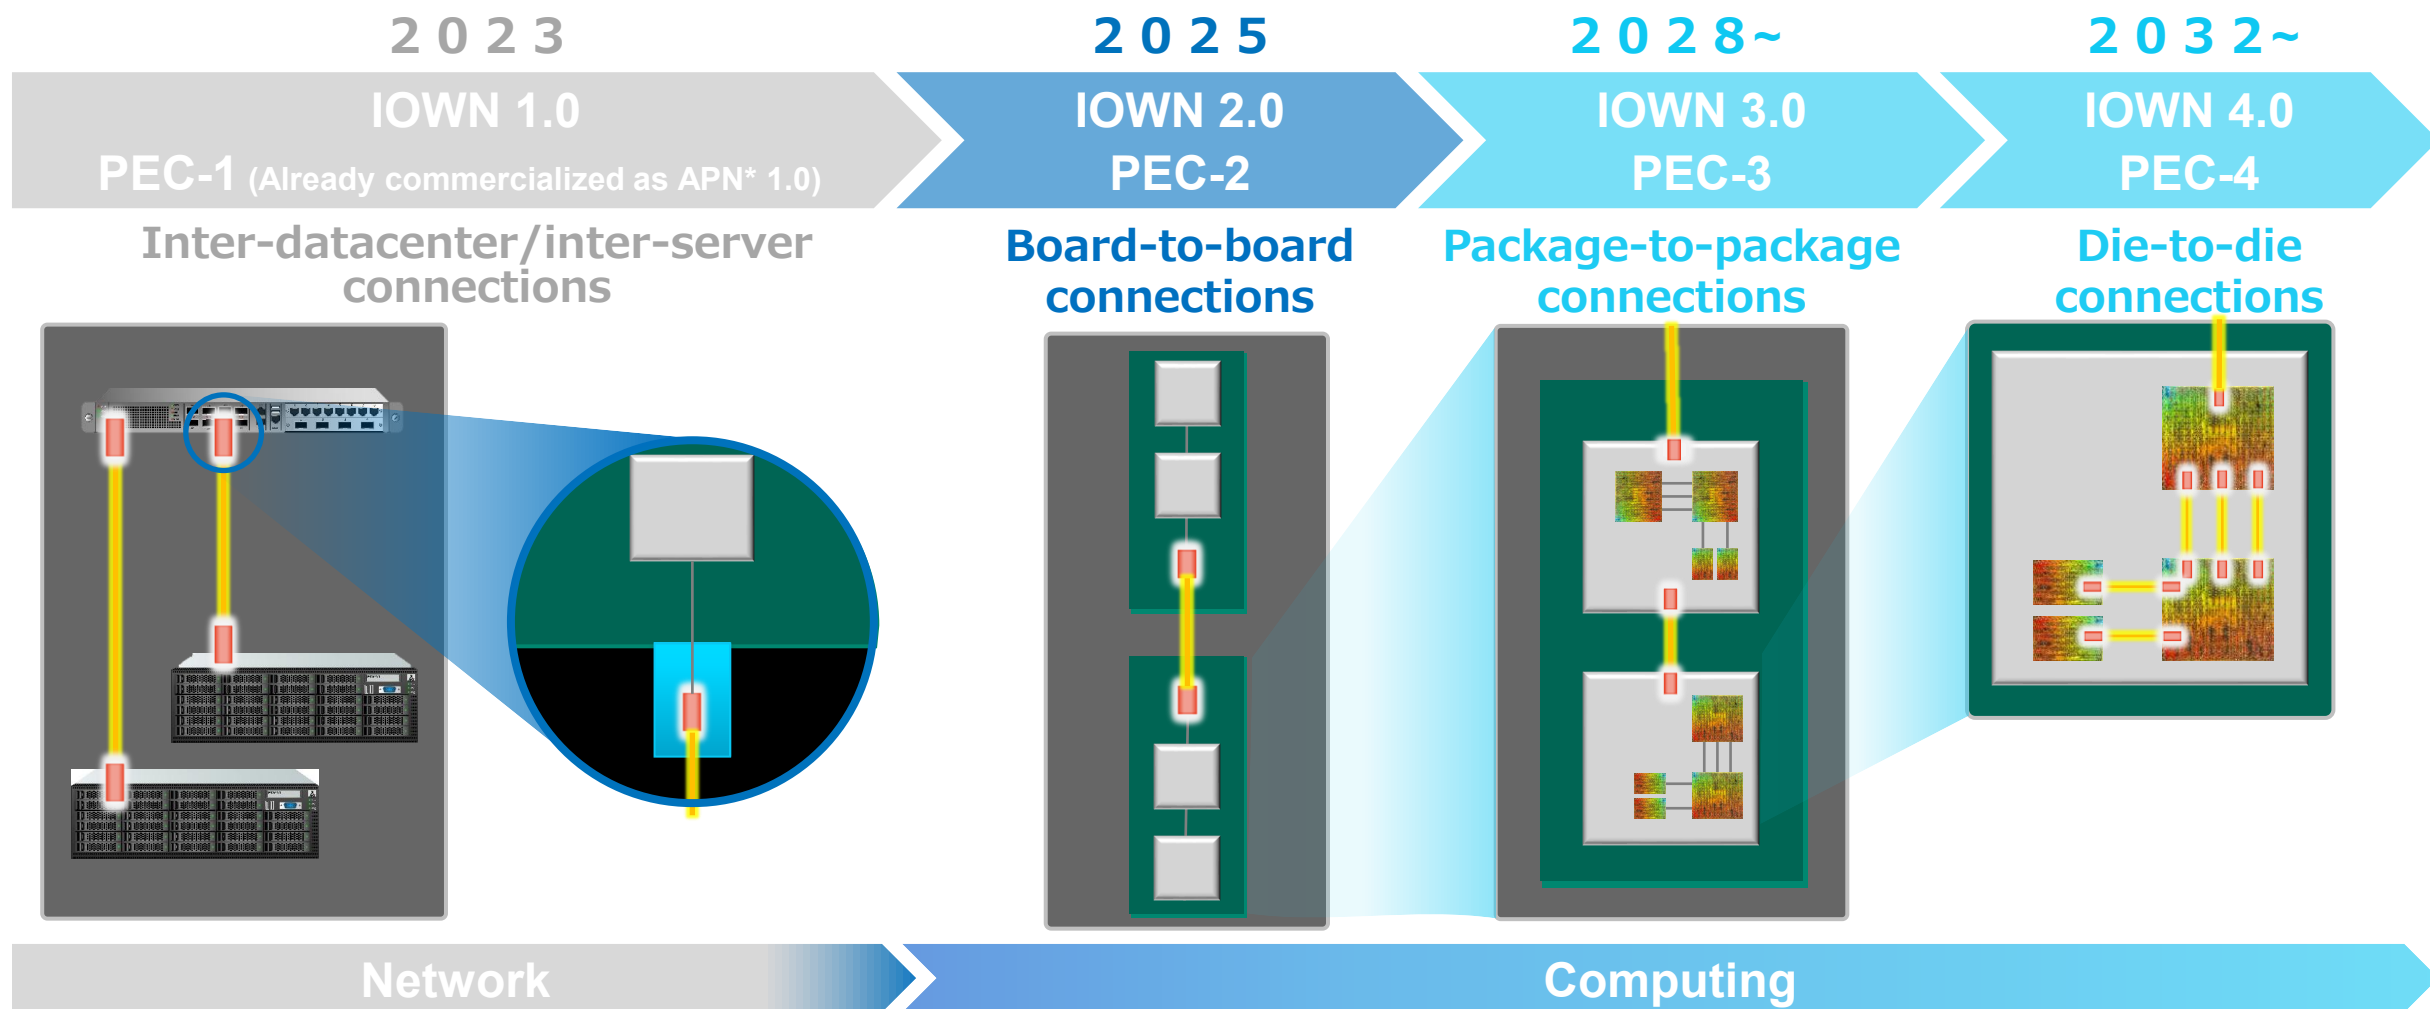 2023
2025
2028~
2032~
IOWN 1.0
PEC-1 (Already commercialized as APN* 1.0)
IOWN 2.0
PEC-2
IOWN 3.0
PEC-3
IOWN 4.0
PEC-4
Inter-datacenter/inter-server
connections
Board-to-board
connections
Package-to-package
connections
Die-to-die
connections
Network
Computing